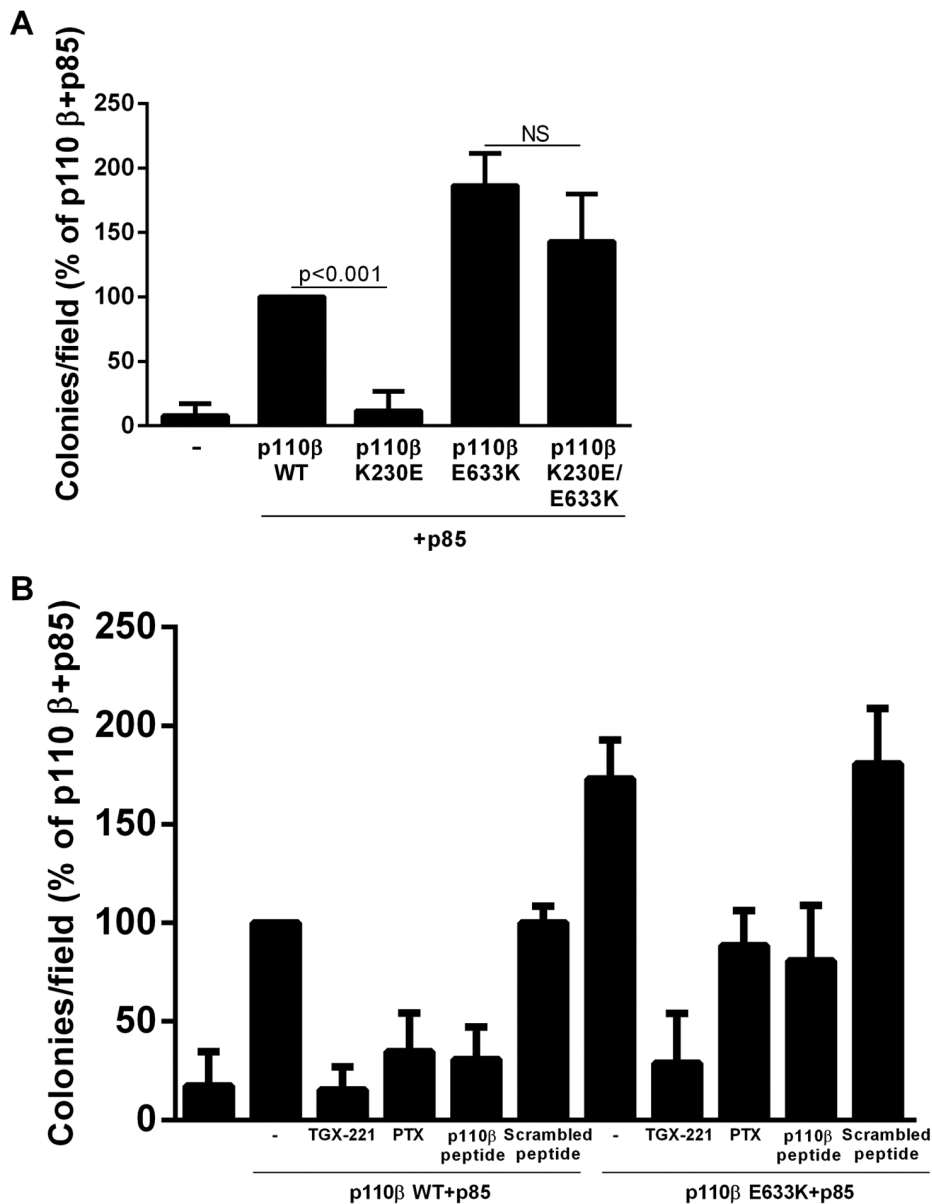 A
Colonies/field (% of p110 β+p85)
250
200
150
100
50
0
NS
p<0.001
-
p110β
WT
p110β
K230E
p110β
E633K
p110β
K230E/
E633K
+p85
B
Colonies/field (% of p110 β+p85)
250
200
150
100
50
0
-
TGX-221
PTX
p110β
peptide
Scrambled
peptide
-
TGX-221
PTX
p110β
peptide
Scrambled
peptide
p110β WT+p85
p110β E633K+p85